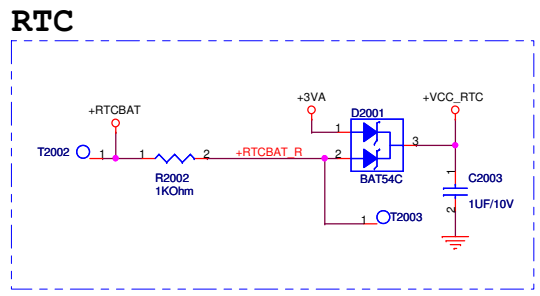 RTC
+RTCBAT
+3VA
D2001
+VCC_RTC
T2002
1
1
2
+RTCBAT_R
1
2
3
R2002
1KOhm
BAT54C
1
C2003
1UF/10V
2
1
T2003